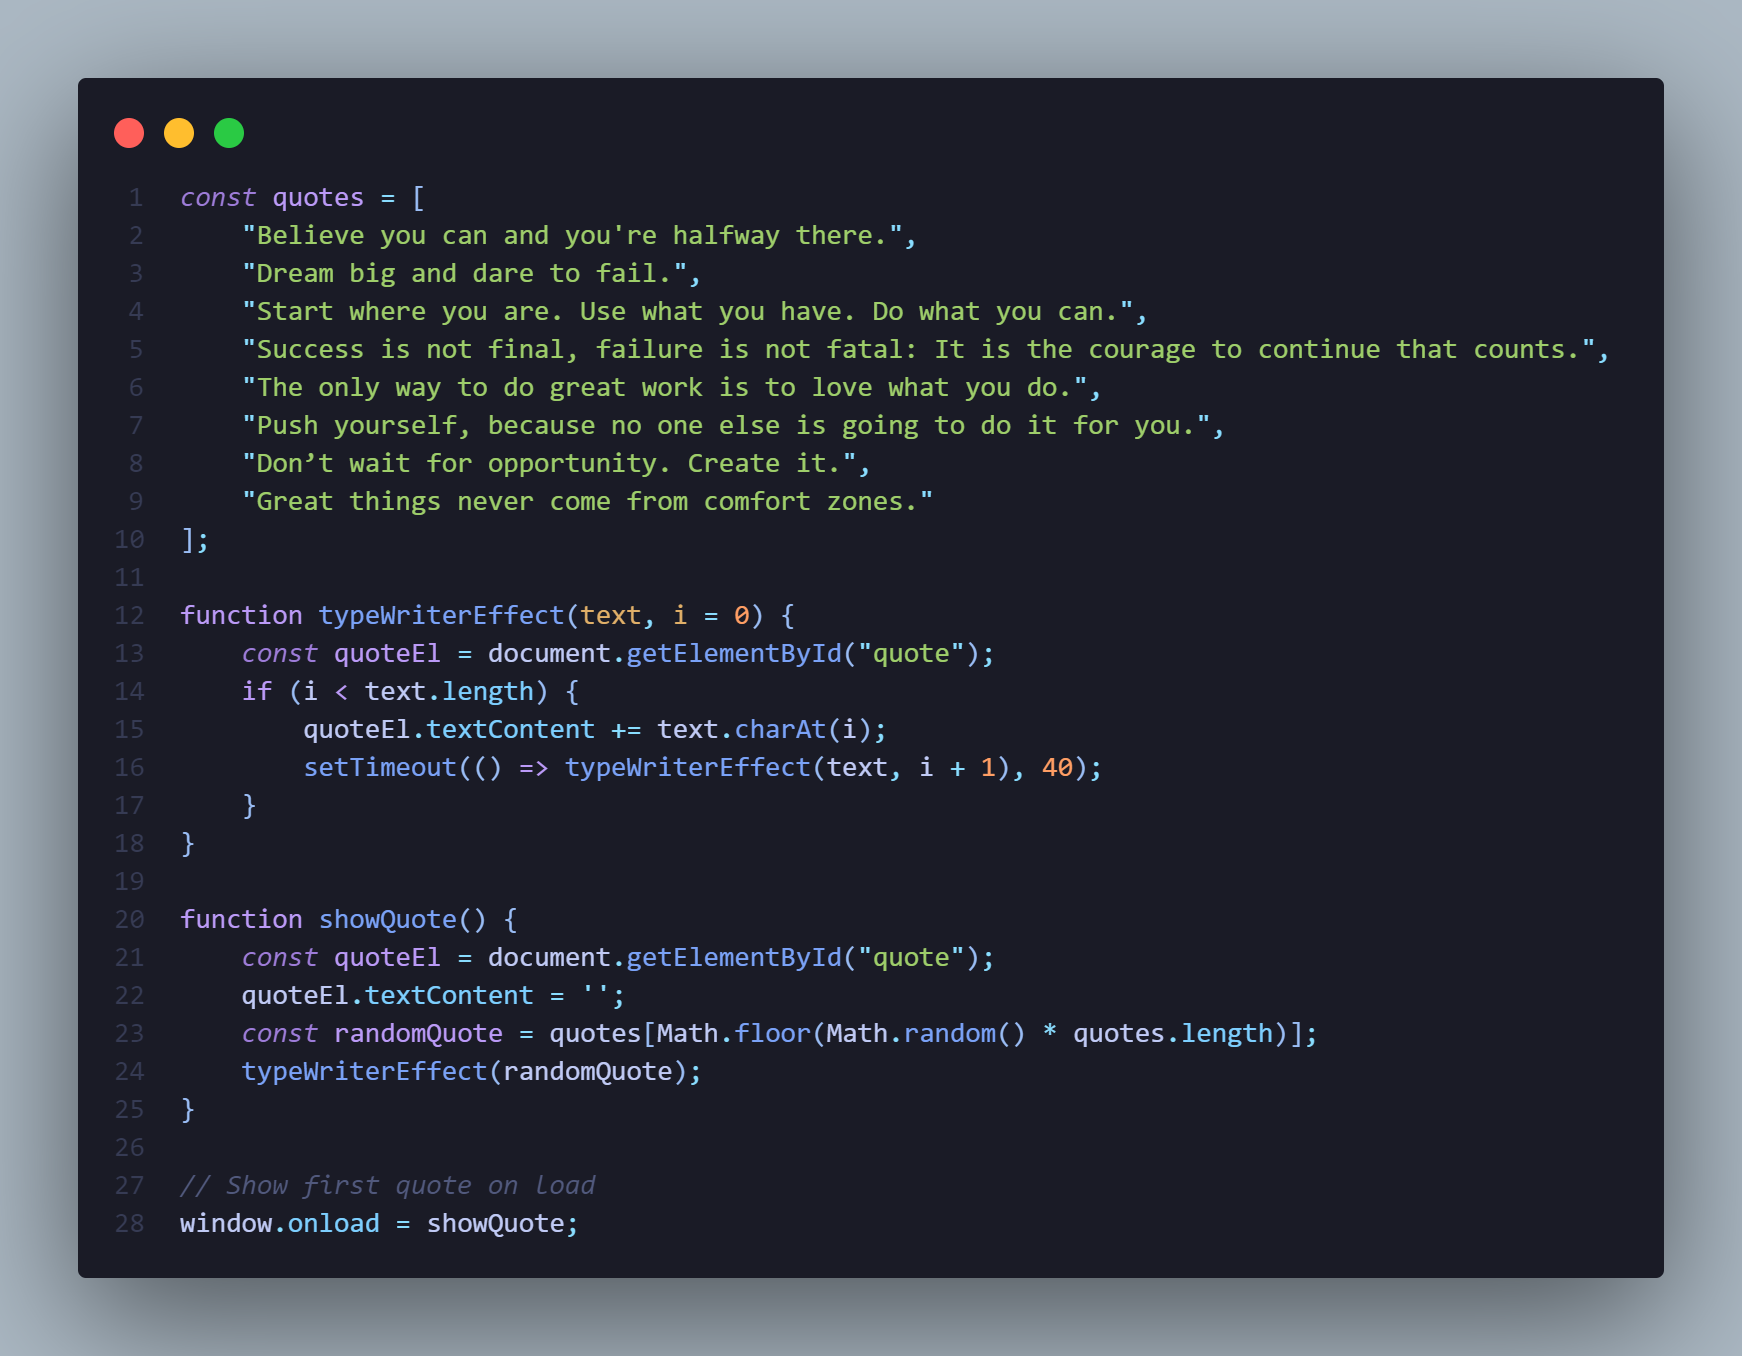 1 const quotes = [
2     "Believe you can and you're halfway there.",
3     "Dream big and dare to fail.",
4     "Start where you are. Use what you have. Do what you can.",
5     "Success is not final, failure is not fatal: It is the courage to continue that counts.",
6     "The only way to do great work is to love what you do.",
7     "Push yourself, because no one else is going to do it for you.",
8     "Don’t wait for opportunity. Create it.",
9     "Great things never come from comfort zones."
10 ];
11
12 function typeWriterEffect(text, i = 0) {
13     const quoteEl = document.getElementById("quote");
14     if (i < text.length) {
15         quoteEl.textContent += text.charAt(i);
16         setTimeout(() => typeWriterEffect(text, i + 1), 40);
17     }
18 }
19
20 function showQuote() {
21     const quoteEl = document.getElementById("quote");
22     quoteEl.textContent = '';
23     const randomQuote = quotes[Math.floor(Math.random() * quotes.length)];
24     typeWriterEffect(randomQuote);
25 }
26
27 // Show first quote on load
28 window.onload = showQuote;